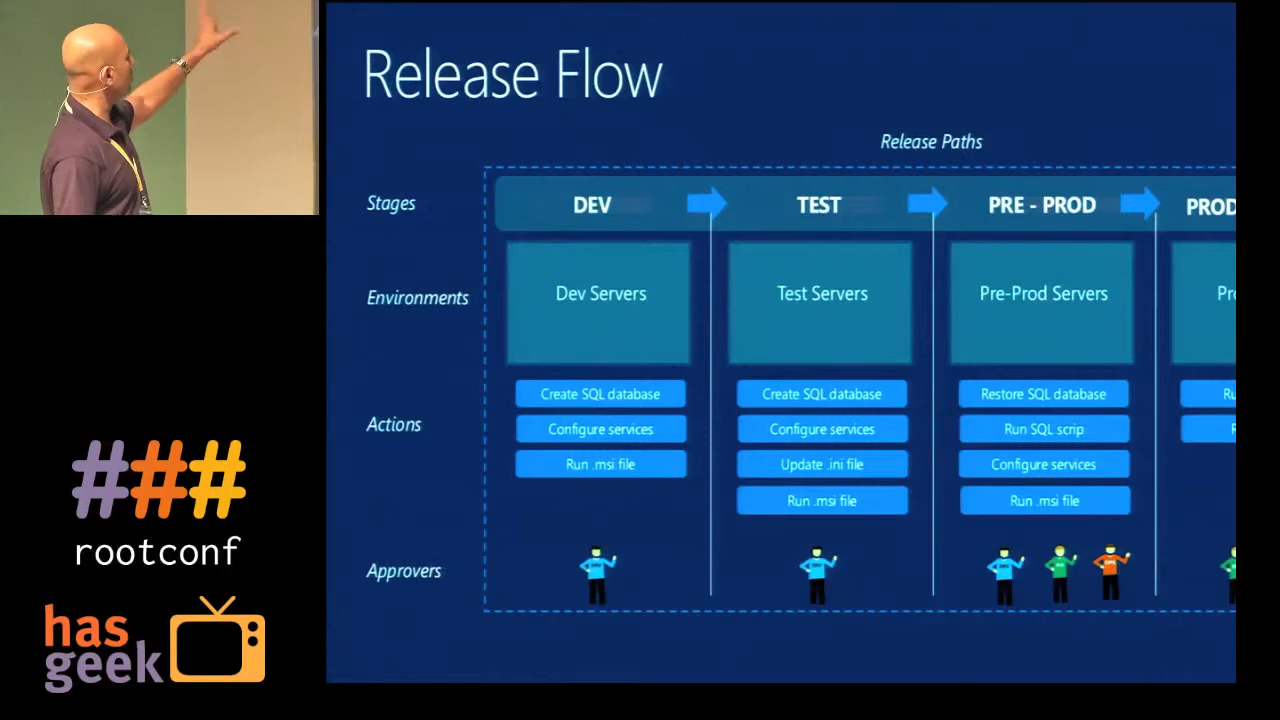 Release Flow
Release Paths
Stages
DEV
TEST
PRE - PROD
PROD
Environments
Dev Servers
Test Servers
Pre-Prod Servers
Actions
Create SQL database
Create SQL database
Restore SQL database
Configure services
Configure services
Run SQL scrip
Run .msi file
Update .ini file
Configure services
Run .msi file
Run .msi file
Approvers
###
rootconf
has
geek